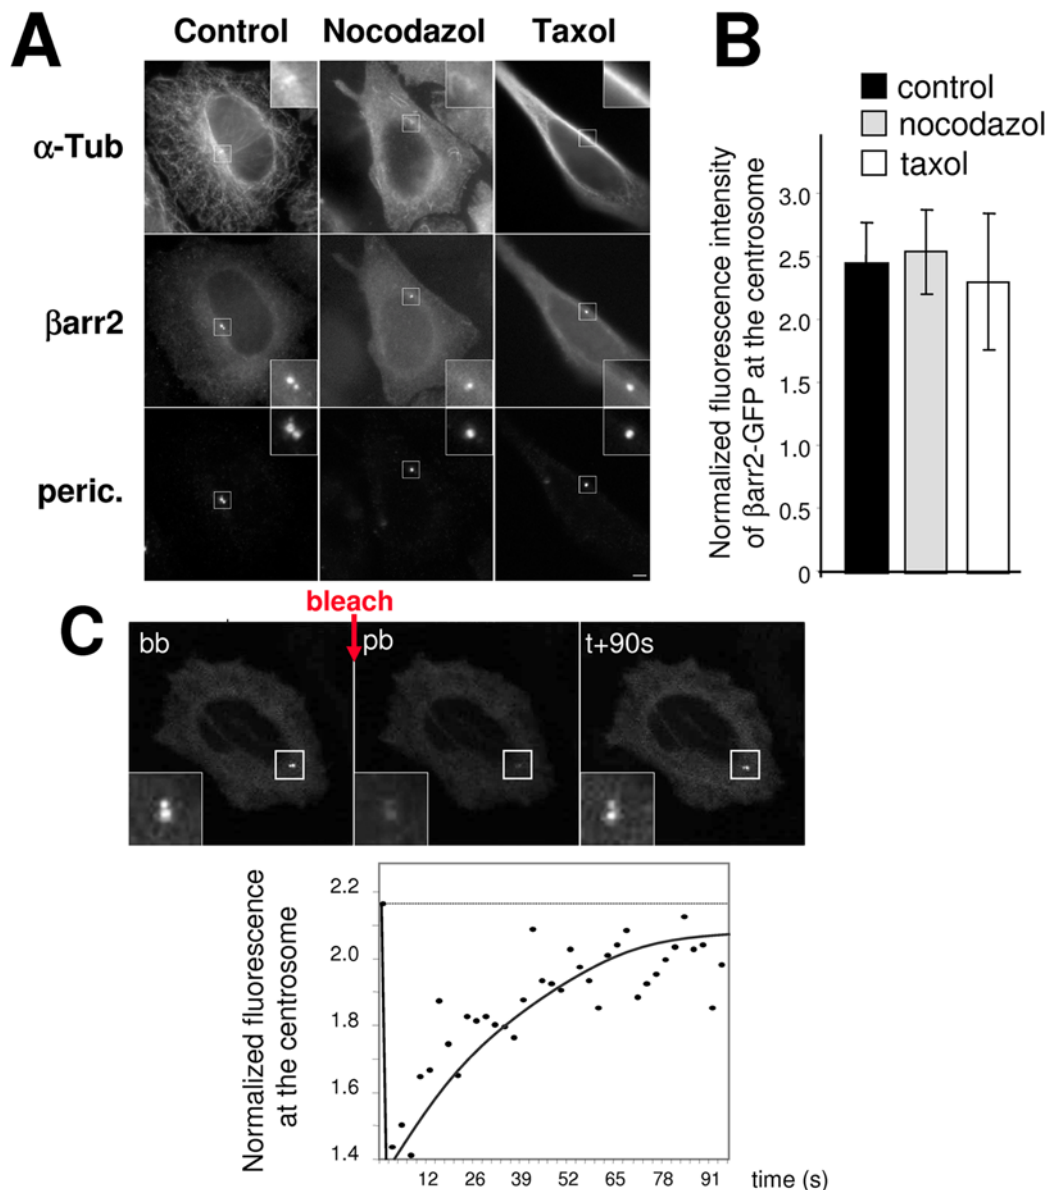 A
Control Nocodazol Taxol
α-Tub
βarr2
peric.
B
control
nocodazol
taxol
Normalized fluorescence intensity
of βarr2-GFP at the centrosome
3.0
2.5
2.0
1.5
1.0
0.5
0
C
bleach
bb pb t+90s
Normalized fluorescence
at the centrosome
2.2
2.0
1.8
1.6
1.4
12 26 39 52 65 78 91 time (s)